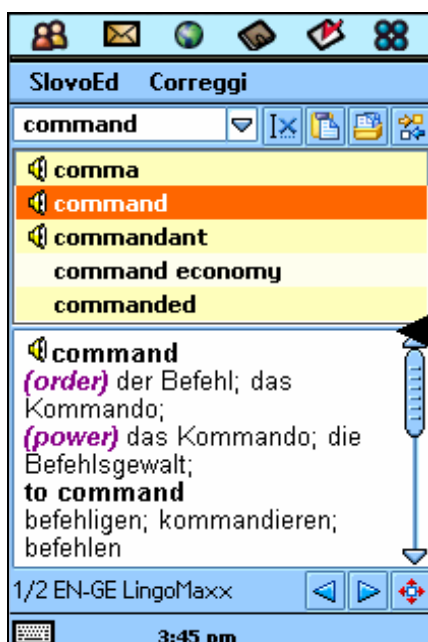 SlovoEd Correggi
command
comma
command
commandant
command economy
commanded
command
(order) der Befehl; das
Kommando;
(power) das Kommando; die
Befehlsgewalt;
to command
befehligen; kommandieren;
befehlen
1/2 EN-GE LingoMaxx
3:45 pm